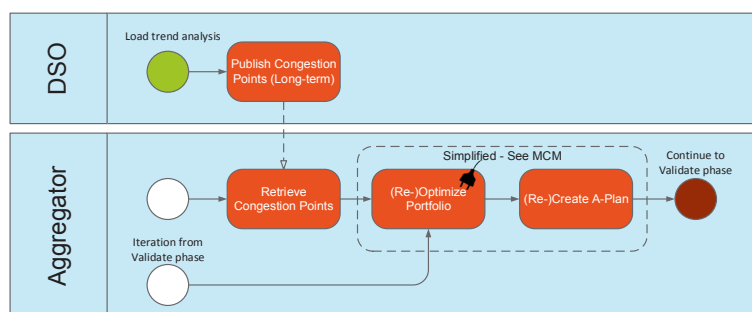 DSO
Load trend analysis
Publish Congestion
Points (Long-term)
Aggregator
Simplified - See MCM
Continue to
Validate phase
Retrieve
Congestion Points
(Re-)Optimize
Portfolio
(Re-)Create A-Plan
Iteration from
Validate phase